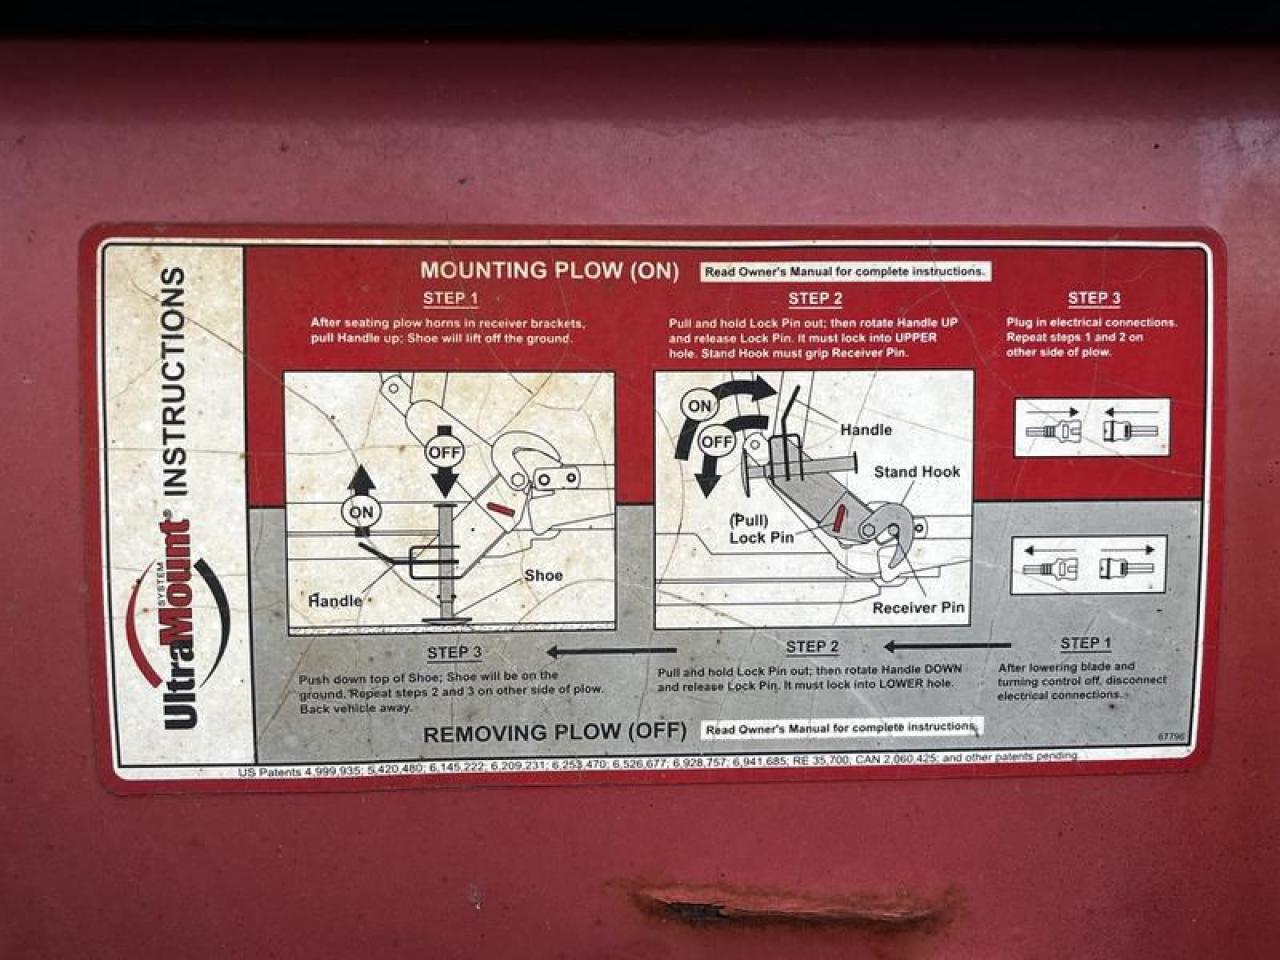 UltraMount® SYSTEM INSTRUCTIONS
MOUNTING PLOW (ON)
Read Owner's Manual for complete instructions.
STEP 1
After seating plow horns in receiver brackets,
pull Handle up; Shoe will lift off the ground.
STEP 2
Pull and hold Lock Pin out; then rotate Handle UP
and release Lock Pin. It must lock into UPPER
hole. Stand Hook must grip Receiver Pin.
STEP 3
Plug in electrical connections.
Repeat steps 1 and 2 on
other side of plow.
OFF
ON
Handle
Shoe
ON
OFF
Handle
Stand Hook
(Pull)
Lock Pin
Receiver Pin
STEP 3
Push down top of Shoe; Shoe will be on the
ground. Repeat steps 2 and 3 on other side of plow.
Back vehicle away.
STEP 2
Pull and hold Lock Pin out; then rotate Handle DOWN
and release Lock Pin. It must lock into LOWER hole.
STEP 1
After lowering blade and
turning control off, disconnect
electrical connections.
REMOVING PLOW (OFF)
Read Owner's Manual for complete instructions.
67796
US Patents 4,999,935; 5,420,480; 6,145,222; 6,209,231; 6,253,470; 6,526,677; 6,928,757; 6,941,685; RE 35,700; CAN 2,060,425; and other patents pending.